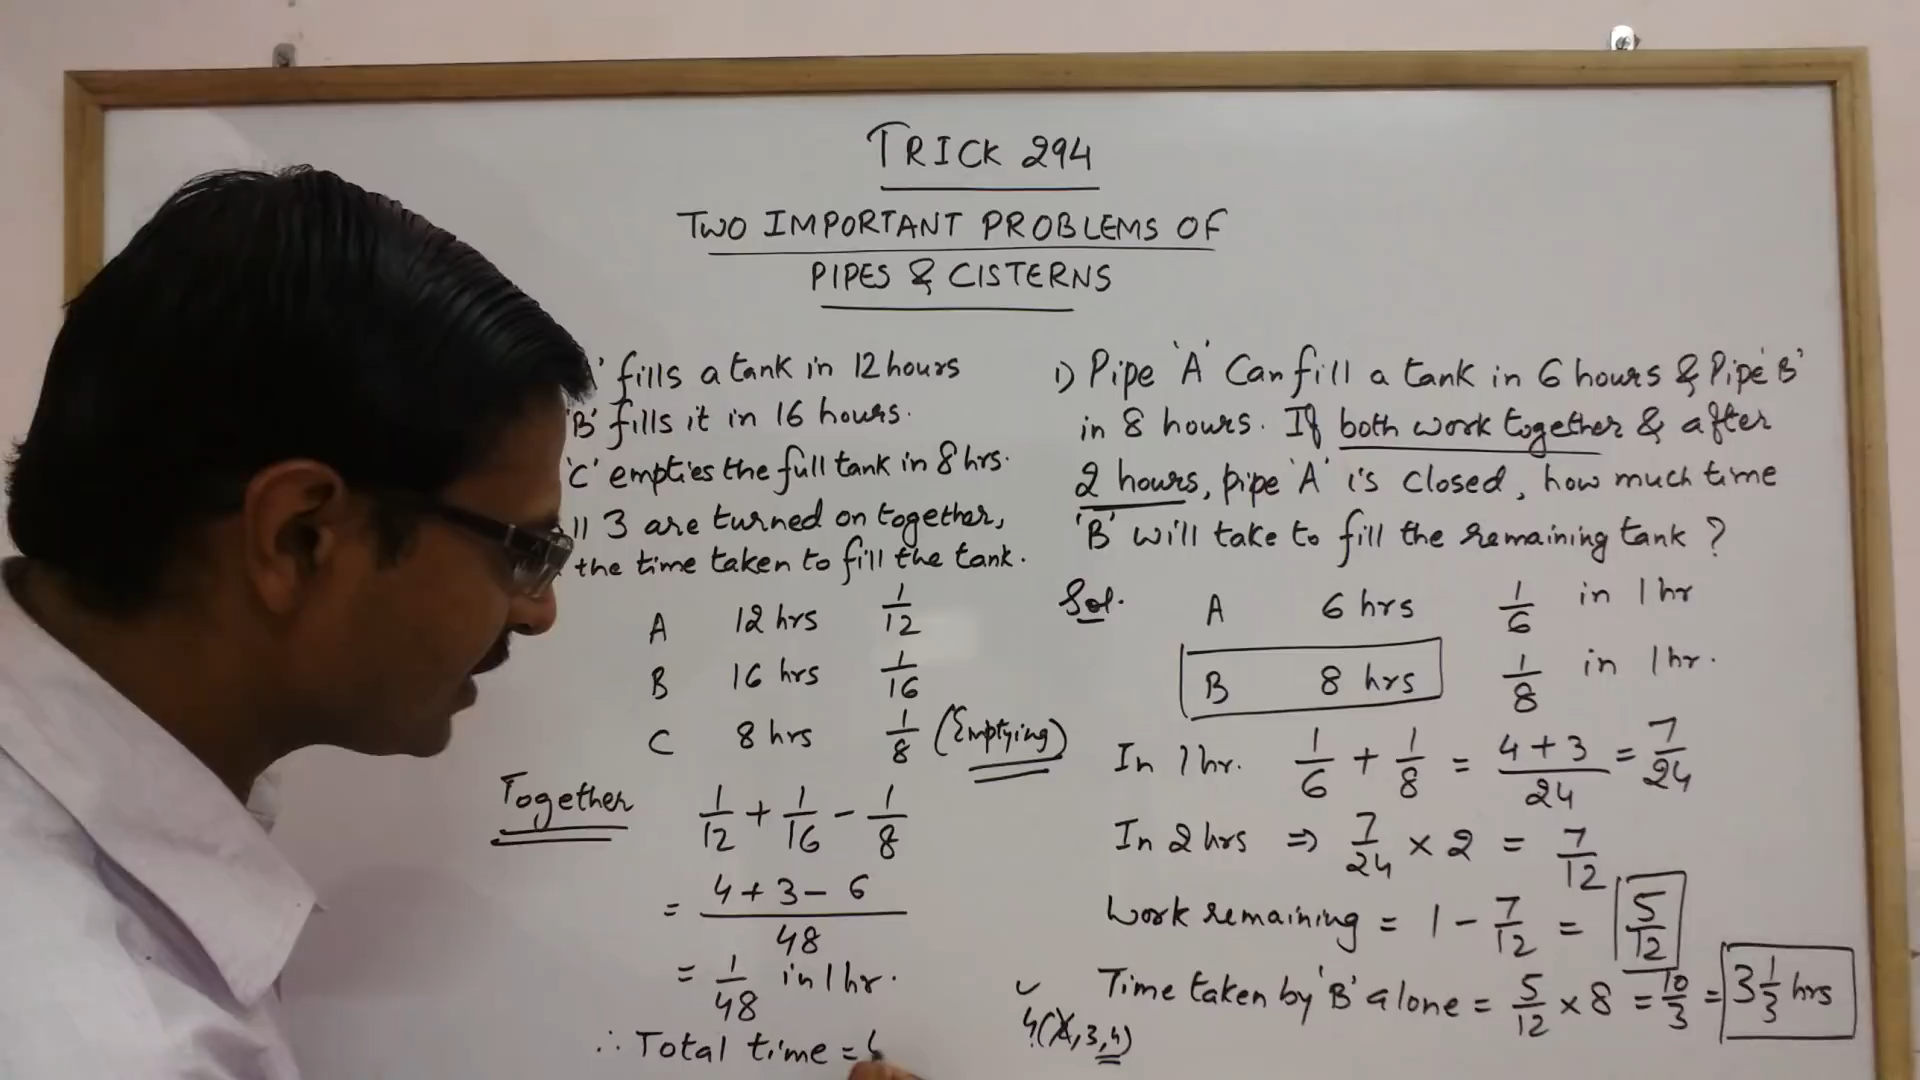 TRICK 294
TWO IMPORTANT PROBLEMS OF
PIPES & CISTERNS
A' fills a tank in 12 hours
'B' fills it in 16 hours.
'C' empties the full tank in 8 hrs.
3 are turned on together,
the time taken to fill the tank.
A 12 hrs 1/12
B 16 hrs 1/16
C 8 hrs 1/8 (Emptying)
Together 1/12 + 1/16 - 1/8
= (4 + 3 - 6)/48
= 1/48 in 1 hr.
∴ Total time =
1) Pipe 'A' Can fill a tank in 6 hours & Pipe 'B'
in 8 hours. If both work together & after
2 hours, pipe 'A' is closed, how much time
'B' will take to fill the remaining tank ?
Sol. A 6 hrs 1/6 in 1 hr
B 8 hrs 1/8 in 1 hr.
In 1 hr. 1/6 + 1/8 = (4 + 3)/24 = 7/24
In 2 hrs ⇒ 7/24 × 2 = 7/12
Work remaining = 1 - 7/12 = 5/12
Time taken by 'B' alone = 5/12 × 8 = 10/3 = 3 1/3 hrs